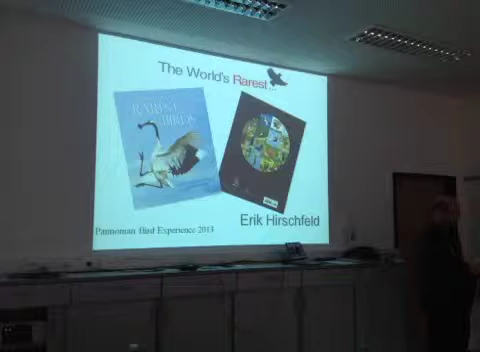 The World's Rarest...
RAREST
BIRDS
Erik Hirschfeld
Pannonian Bird Experience 2013